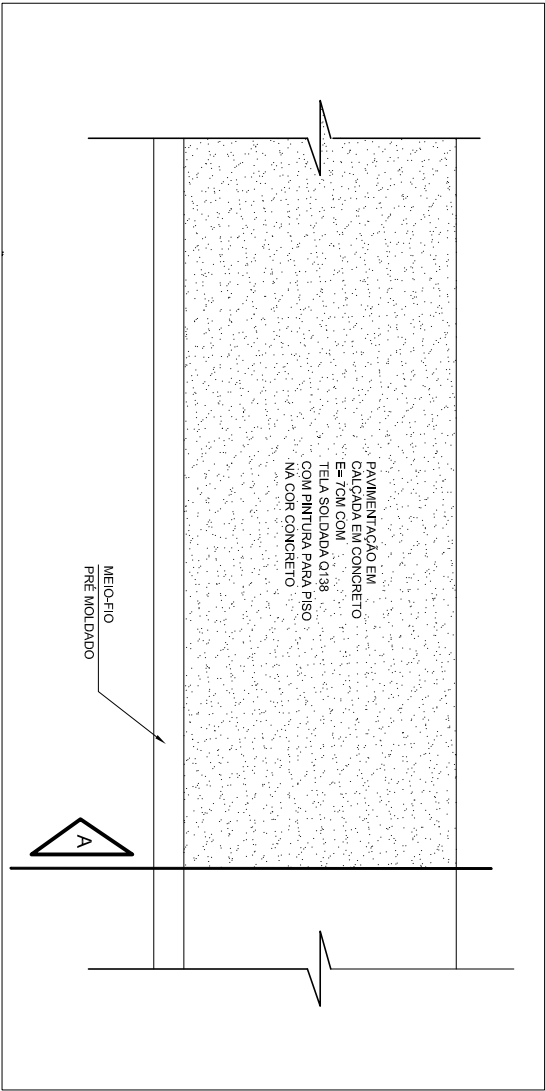 PAVIMENTAÇÃO EM
CALÇADA EM CONCRETO
E= 7CM COM
TELA SOLDADA Q138
COM PINTURA PARA PISO
NA COR CONCRETO
MEIO-FIO
PRÉ MOLDADO
A